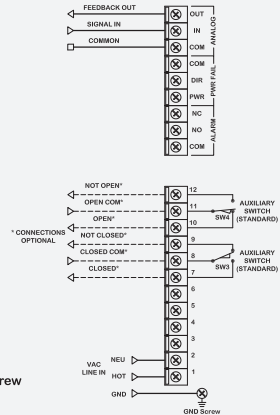 FEEDBACK OUT
SIGNAL IN
COMMON
OUT
IN
COM
ANALOG
COM
DIR
PWR
PWR FAIL
NC
NO
COM
ALARM
NOT OPEN*
OPEN COM*
OPEN*
NOT CLOSED*
CLOSED COM*
CLOSED*
* CONNECTIONS
OPTIONAL
12
11
10
9
8
7
6
5
4
3
2
1
SW4
AUXILIARY
SWITCH
(STANDARD)
SW3
AUXILIARY
SWITCH
(STANDARD)
VAC
LINE IN
NEU
HOT
GND
GND Screw
rew